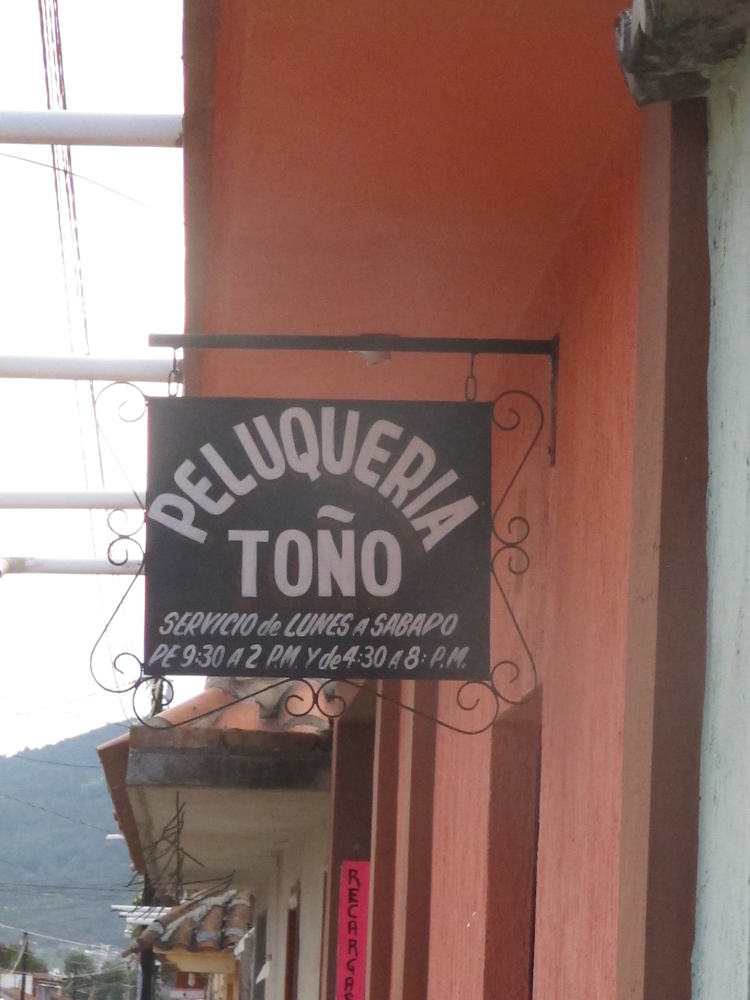 PELUQUERIA
TOÑO
SERVICIO de LUNES A SABADO
DE 9:30 A 2 P.M. Y de 4:30 A 8: P.M.
RECARGAS